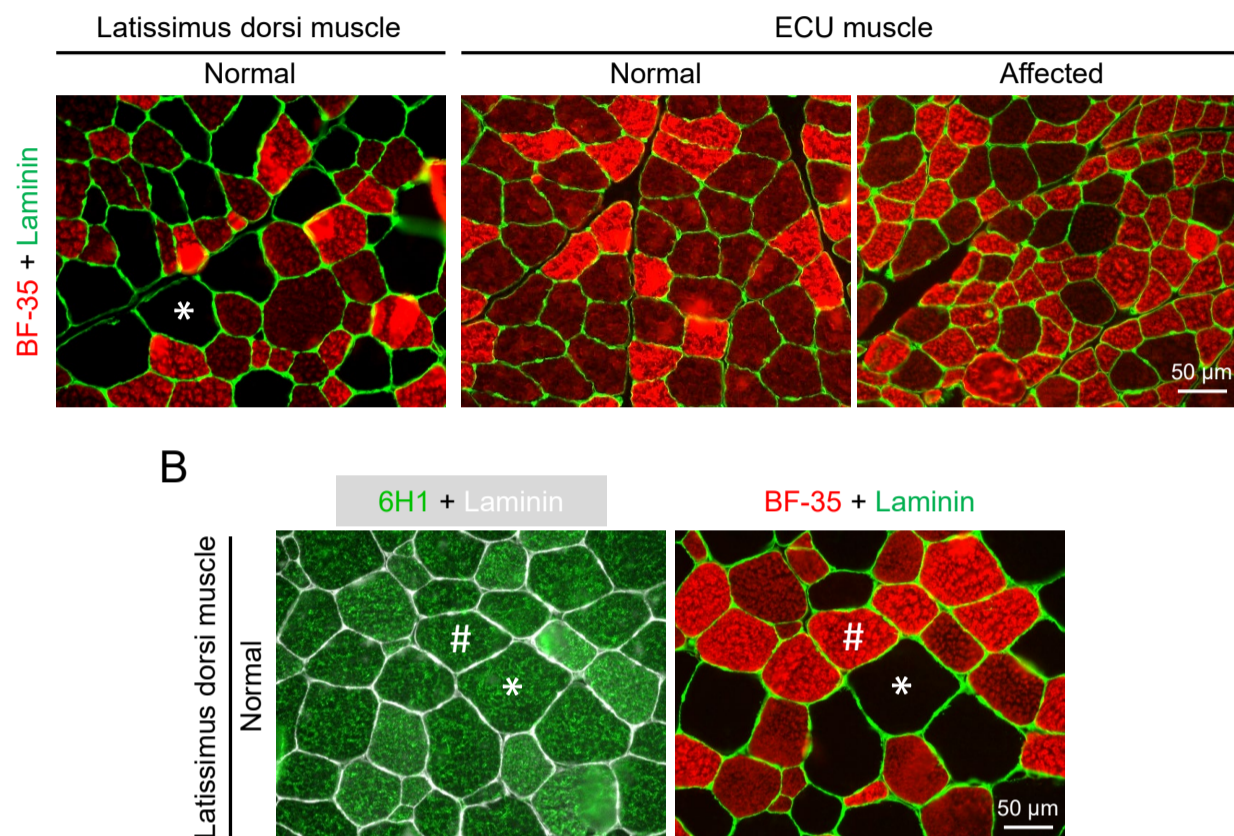 Latissimus dorsi muscle
ECU muscle
Normal
Normal
Affected
BF-35 + Laminin
*
50 µm
B
6H1 + Laminin
BF-35 + Laminin
Latissimus dorsi muscle
Normal
#
*
#
*
50 µm